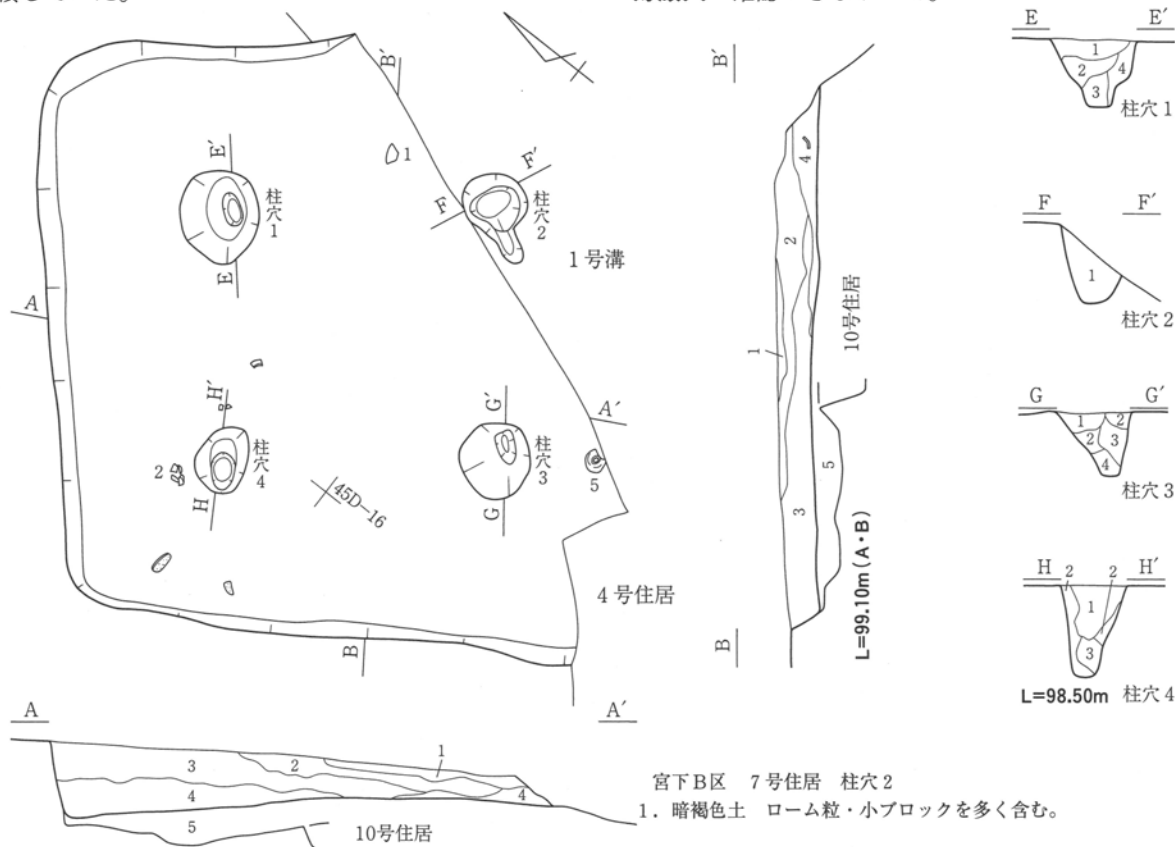 B′
E′
柱穴1
E
1
F′
F
柱穴2
1号溝
A
H′
柱穴4
2
H
45D-16
G′
柱穴3
G
A′
5
4号住居
B
B′
4
2
10号住居
1
5
3
B
L=99.10m(A・B)
E E′
1
2 4
3
柱穴1
F F′
1
柱穴2
G G′
1 2
2 3
4
柱穴3
H 2 2 H′
1
3
L=98.50m 柱穴4
A A′
3 2 1
4 4
5 10号住居
宮下B区 7号住居 柱穴2
1. 暗褐色土 ローム粒・小ブロックを多く含む。